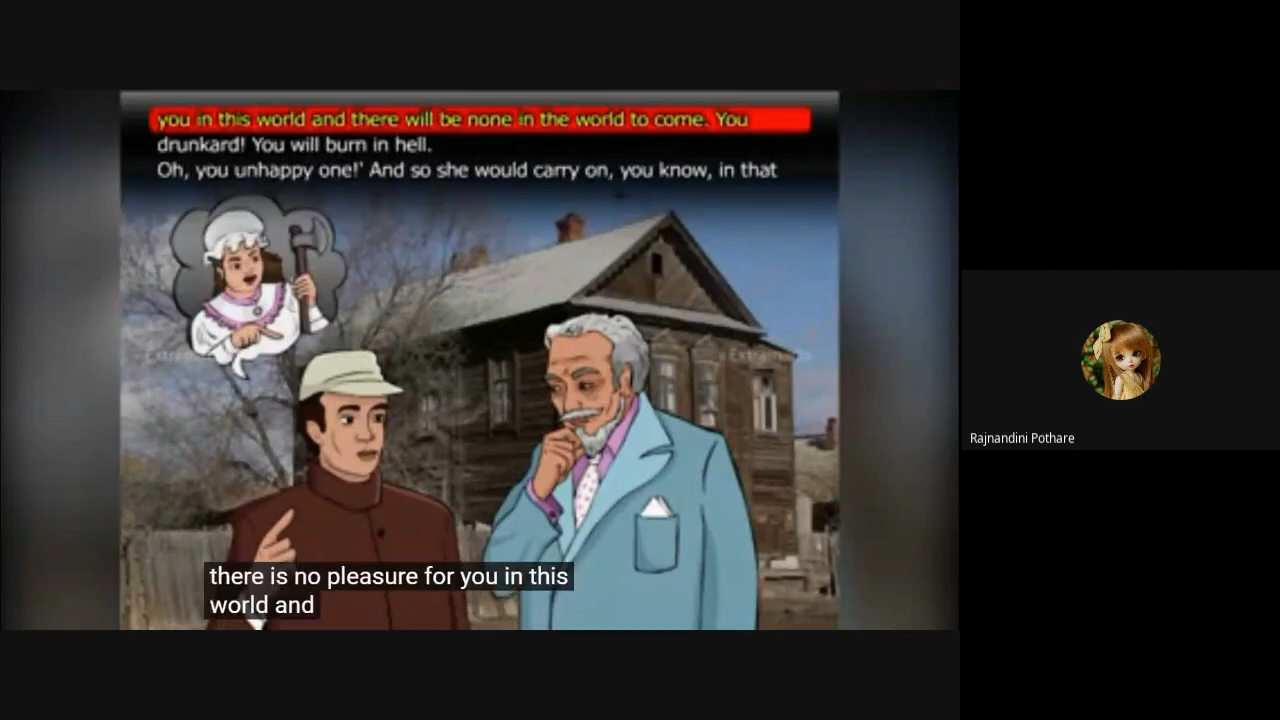 you in this world and there will be none in the world to come. You
drunkard! You will burn in hell.
Oh, you unhappy one!' And so she would carry on, you know, in that
there is no pleasure for you in this
world and
Rajnandini Pothare